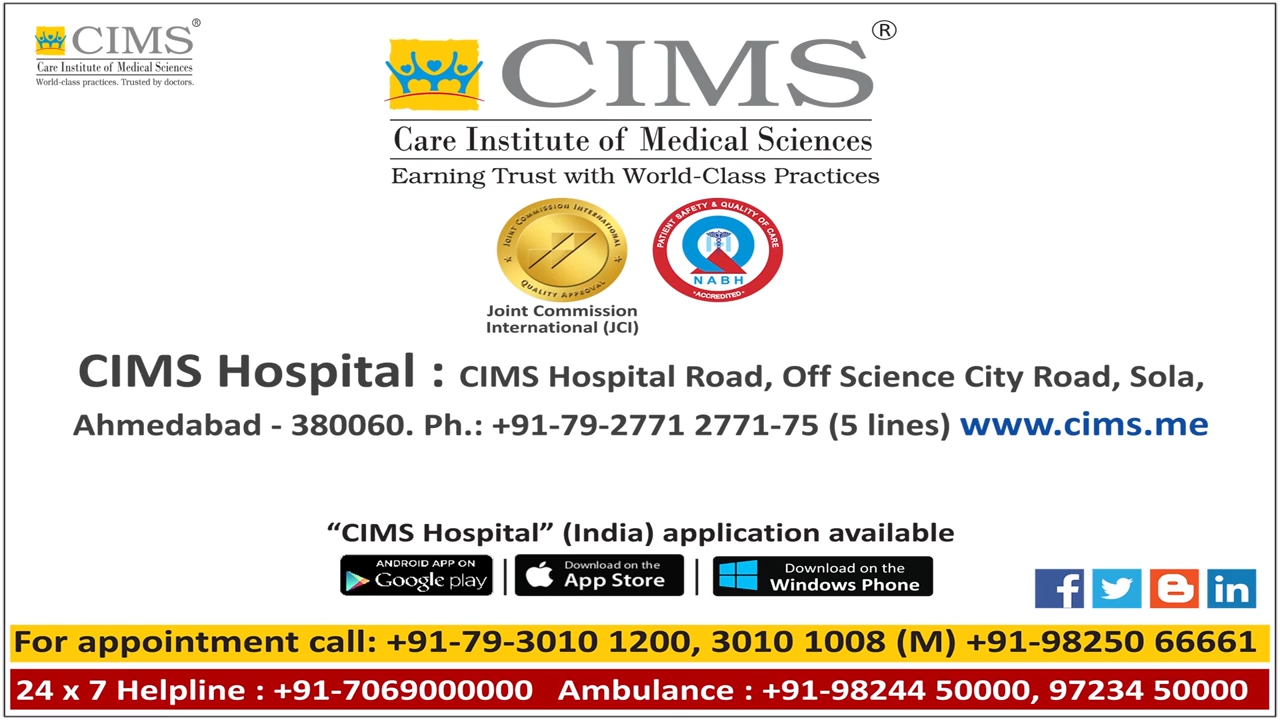 CIMS®
Care Institute of Medical Sciences
World-class practices. Trusted by doctors.
CIMS®
Care Institute of Medical Sciences
Earning Trust with World-Class Practices
JOINT COMMISSION INTERNATIONAL
QUALITY APPROVAL
PATIENT SAFETY & QUALITY OF CARE
NABH
• ACCREDITED •
Joint Commission
International (JCI)
CIMS Hospital : CIMS Hospital Road, Off Science City Road, Sola,
Ahmedabad - 380060. Ph.: +91-79-2771 2771-75 (5 lines) www.cims.me
“CIMS Hospital” (India) application available
ANDROID APP ON
Google play
Download on the
App Store
Download on the
Windows Phone
For appointment call: +91-79-3010 1200, 3010 1008 (M) +91-98250 66661
24 x 7 Helpline : +91-7069000000 Ambulance : +91-98244 50000, 97234 50000